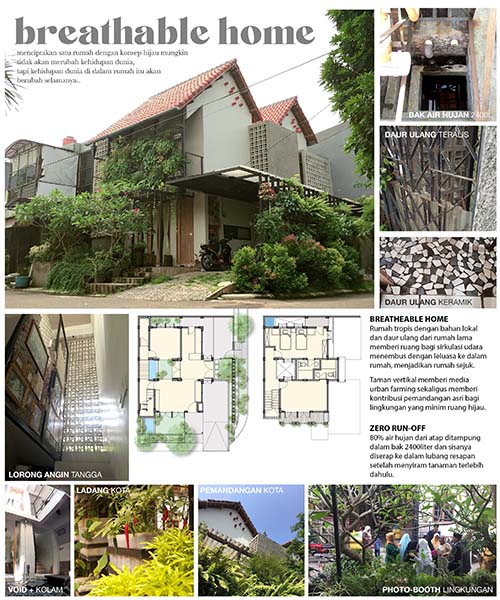 breathable home
menciptakan satu rumah dengan konsep hijau mungkin
tidak akan merubah kehidupan dunia,
tapi kehidupan dunia di dalam rumah itu akan
berubah selamanya..
BAK AIR HUJAN 2400L
DAUR ULANG TERALIS
DAUR ULANG KERAMIK
BREATHEABLE HOME
Rumah tropis dengan bahan lokal
dan daur ulang dari rumah lama
memberi ruang bagi sirkulasi udara
menembus dengan leluasa ke dalam
rumah, menjadikan rumah sejuk.
Taman vertikal memberi media
urban farming sekaligus memberi
kontribusi pemandangan asri bagi
lingkungan yang minim ruang hijau.
ZERO RUN-OFF
80% air hujan dari atap ditampung
dalam bak 2400liter dan sisanya
diserap ke dalam lubang resapan
setelah menyiram tanaman terlebih
dahulu.
LORONG ANGIN TANGGA
LADANG KOTA
PEMANDANGAN KOTA
VOID + KOLAM
PHOTO-BOOTH LINGKUNGAN